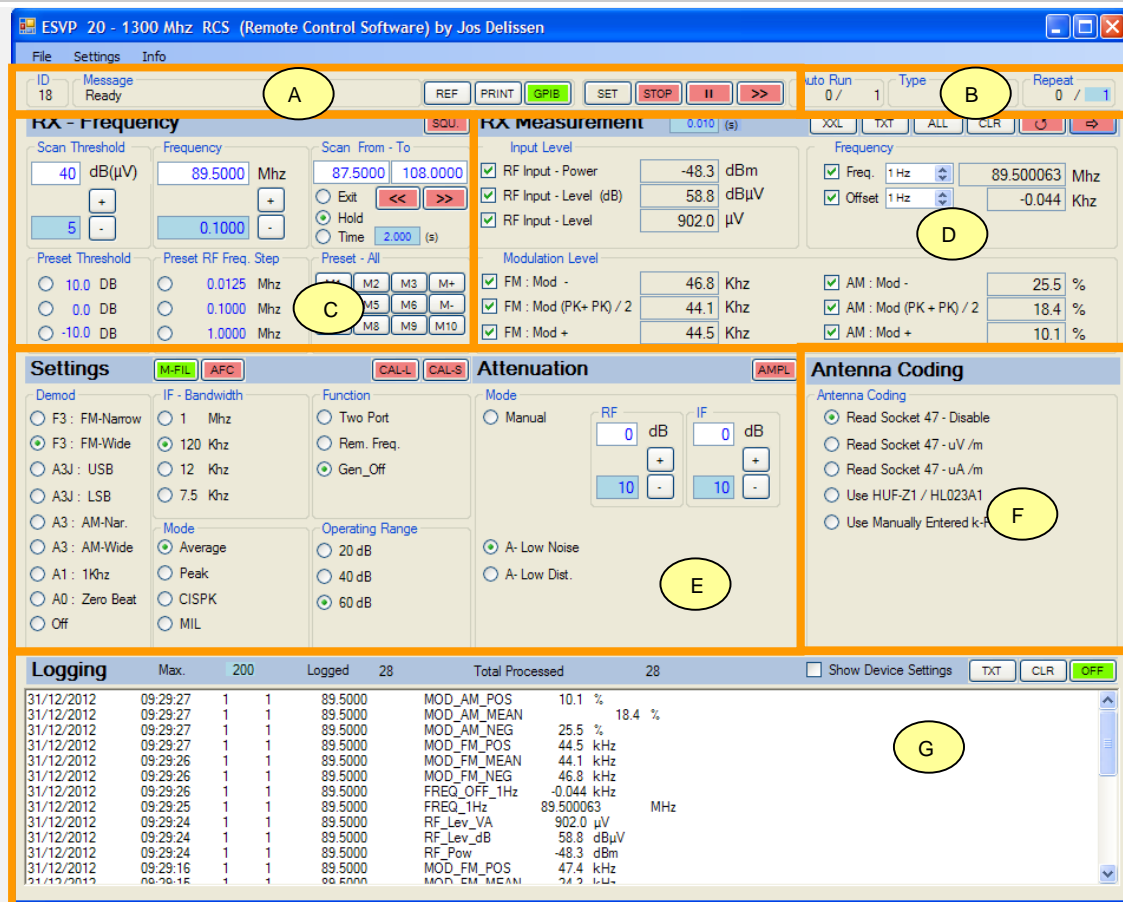 ESVP 20 - 1300 Mhz RCS (Remote Control Software) by Jos Delissen
File Settings Info
ID Message Auto Run Type Repeat
18 Ready A REF PRINT GPIB SET STOP II >> 0 / 1 B 0 / 1
RX - Frequency SQU. RX Measurement 0.010 (s) XXL TXT ALL CLR
Scan Threshold Frequency Scan From - To Input Level Frequency
40 dB(µV) 89.5000 Mhz 87.5000 108.0000 RF Input - Power -48.3 dBm Freq. 1 Hz 89.500063 Mhz
+ + Exit << >> RF Input - Level (dB) 58.8 dBµV Offset 1 Hz -0.044 Khz
5 - 0.1000 - Hold RF Input - Level 902.0 µV D
Time 2.000 (s)
Preset Threshold Preset RF Freq. Step Preset - All Modulation Level
10.0 DB 0.0125 Mhz M2 M3 M+ FM : Mod - 46.8 Khz AM : Mod - 25.5 %
0.0 DB 0.1000 Mhz C M5 M6 M- FM : Mod (PK+ PK) / 2 44.1 Khz AM : Mod (PK + PK) / 2 18.4 %
-10.0 DB 1.0000 Mhz M8 M9 M10 FM : Mod + 44.5 Khz AM : Mod + 10.1 %
Settings M-FIL AFC CAL-L CAL-S Attenuation AMPL Antenna Coding
Demod IF - Bandwidth Function Mode Antenna Coding
F3 : FM-Narrow 1 Mhz Two Port Manual RF IF Read Socket 47 - Disable
F3 : FM-Wide 120 Khz Rem. Freq. 0 dB 0 dB Read Socket 47 - uV /m
A3J : USB 12 Khz Gen_Off + + Read Socket 47 - uA /m
A3J : LSB 7.5 Khz 10 - 10 - Use HUF-Z1 / HL023A1
A3 : AM-Nar. Mode Operating Range Use Manually Entered F
A3 : AM-Wide Average 20 dB A- Low Noise
A1 : 1Khz Peak 40 dB A- Low Dist. E
A0 : Zero Beat CISPK 60 dB
Off MIL
Logging Max. 200 Logged 28 Total Processed 28 Show Device Settings TXT CLR OFF
31/12/2012 09:29:27 1 1 89.5000 MOD_AM_POS 10.1 %
31/12/2012 09:29:27 1 1 89.5000 MOD_AM_MEAN 18.4 %
31/12/2012 09:29:27 1 1 89.5000 MOD_AM_NEG 25.5 %
31/12/2012 09:29:27 1 1 89.5000 MOD_FM_POS 44.5 kHz
31/12/2012 09:29:26 1 1 89.5000 MOD_FM_MEAN 44.1 kHz
31/12/2012 09:29:26 1 1 89.5000 MOD_FM_NEG 46.8 kHz
31/12/2012 09:29:26 1 1 89.5000 FREQ_OFF_1Hz -0.044 kHz
31/12/2012 09:29:25 1 1 89.5000 FREQ_1Hz 89.500063 MHz
31/12/2012 09:29:24 1 1 89.5000 RF_Lev_VA 902.0 µV
31/12/2012 09:29:24 1 1 89.5000 RF_Lev_dB 58.8 dBµV
31/12/2012 09:29:24 1 1 89.5000 RF_Pow -48.3 dBm
31/12/2012 09:29:16 1 1 89.5000 MOD_FM_POS 47.4 kHz
31/12/2012 09:29:15 1 1 89.5000 MOD_FM_MEAN 24.3 kHz
G